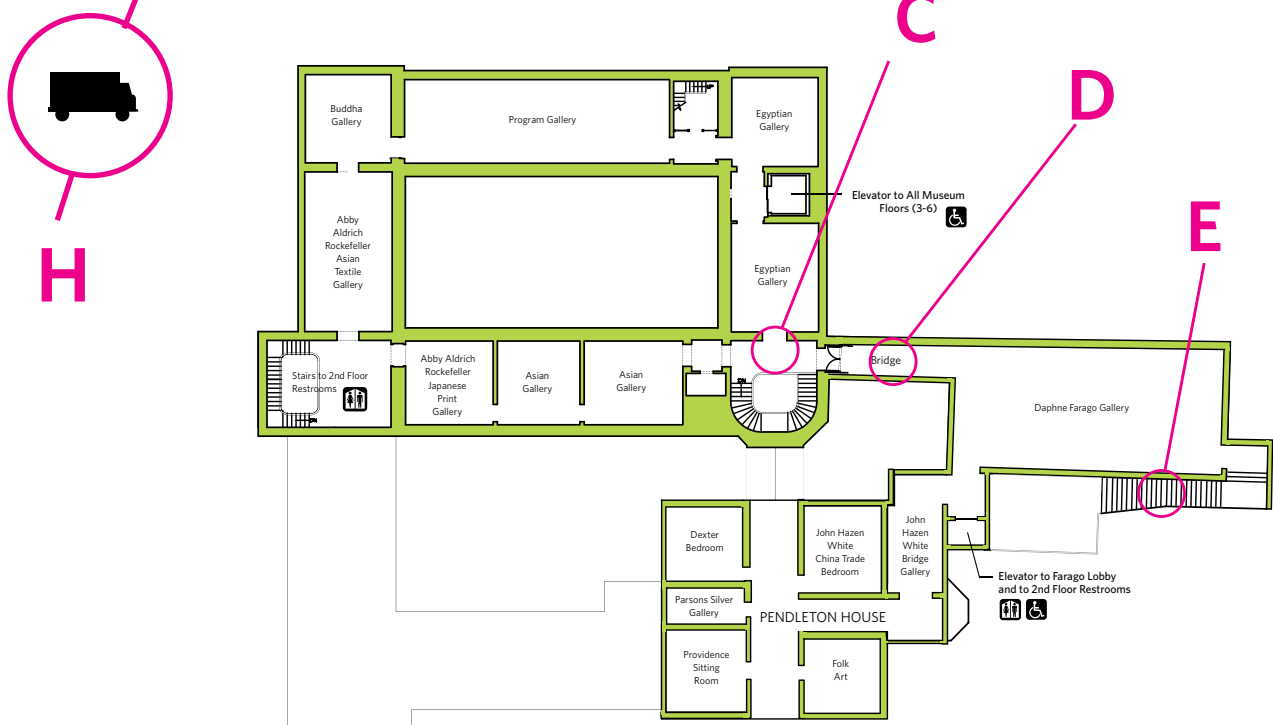 C
D
E
H
Buddha
Gallery
Program Gallery
Egyptian
Gallery
Elevator to All Museum
Floors (3-6)
Abby
Aldrich
Rockefeller
Asian
Textile
Gallery
Egyptian
Gallery
Stairs to 2nd Floor
Restrooms
Abby Aldrich
Rockefeller
Japanese
Print
Gallery
Asian
Gallery
Asian
Gallery
Bridge
Daphne Farago Gallery
Dexter
Bedroom
John Hazen
White
China Trade
Bedroom
John
Hazen
White
Bridge
Gallery
Elevator to Farago Lobby
and to 2nd Floor Restrooms
Parsons Silver
Gallery
PENDLETON HOUSE
Providence
Sitting
Room
Folk
Art